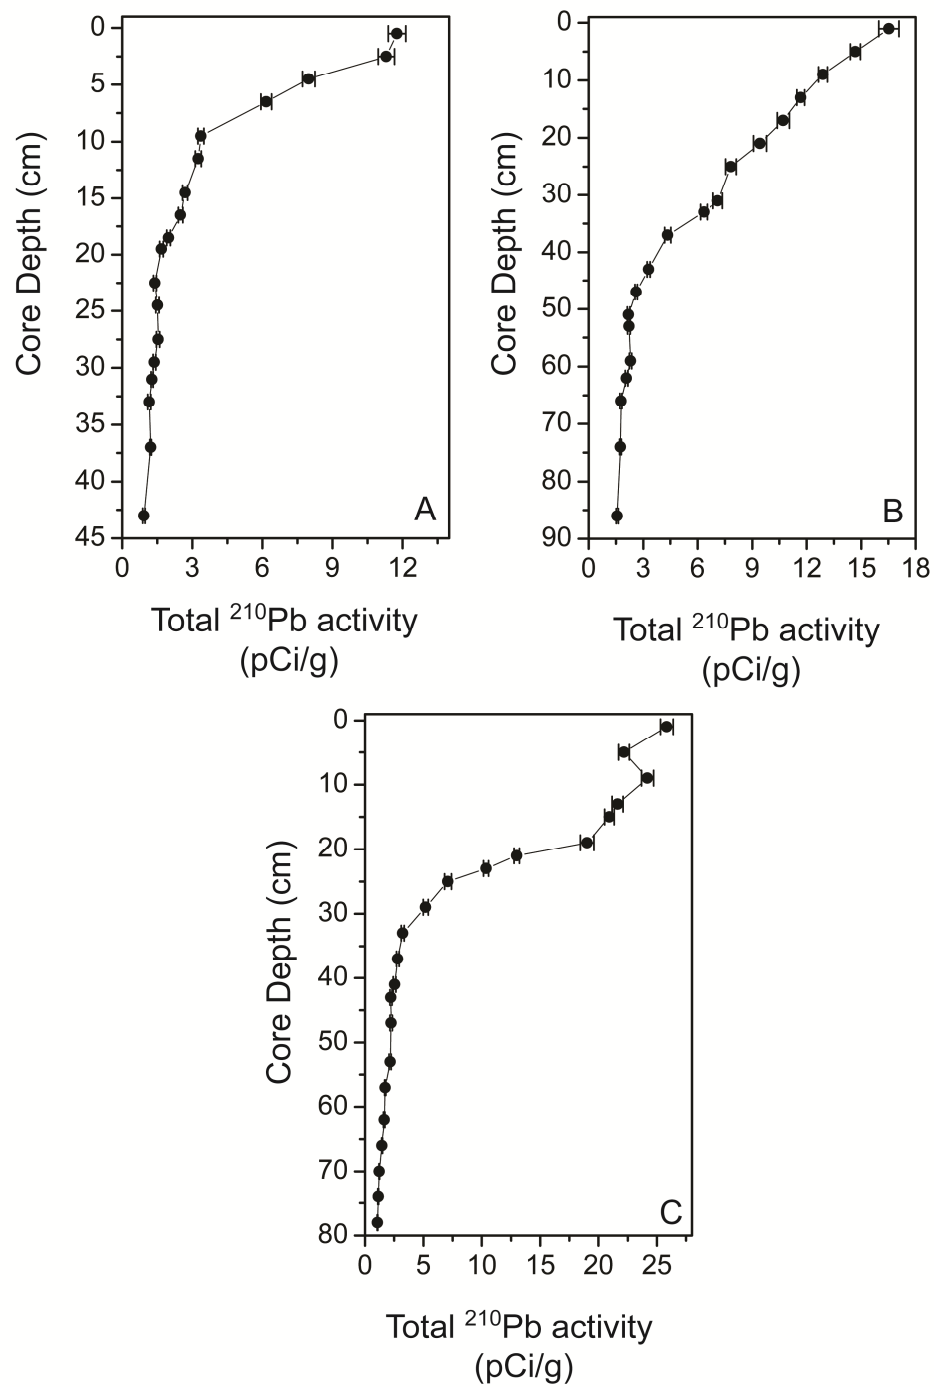 0
5
10
15
20
25
30
35
40
45
Core Depth (cm)
A
0 3 6 9 12
Total ²¹⁰Pb activity
(pCi/g)
0
10
20
30
40
50
60
70
80
90
Core Depth (cm)
B
0 3 6 9 12 15 18
Total ²¹⁰Pb activity
(pCi/g)
0
10
20
30
40
50
60
70
80
Core Depth (cm)
C
0 5 10 15 20 25
Total ²¹⁰Pb activity
(pCi/g)